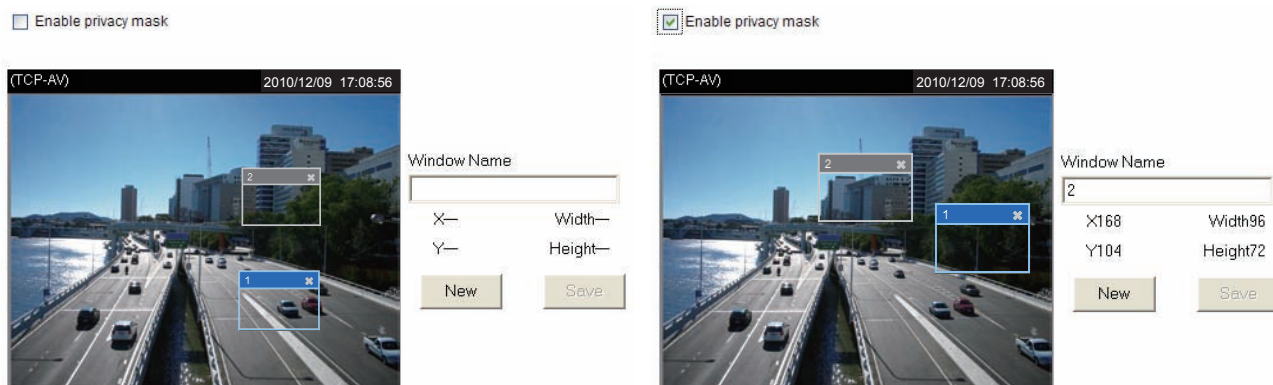 Enable privacy mask
(TCP-AV) 2010/12/09 17:08:56
2
1
Window Name
X— Width—
Y— Height—
New Save
Enable privacy mask
(TCP-AV) 2010/12/09 17:08:56
2
1
Window Name
2
X168 Width96
Y104 Height72
New Save